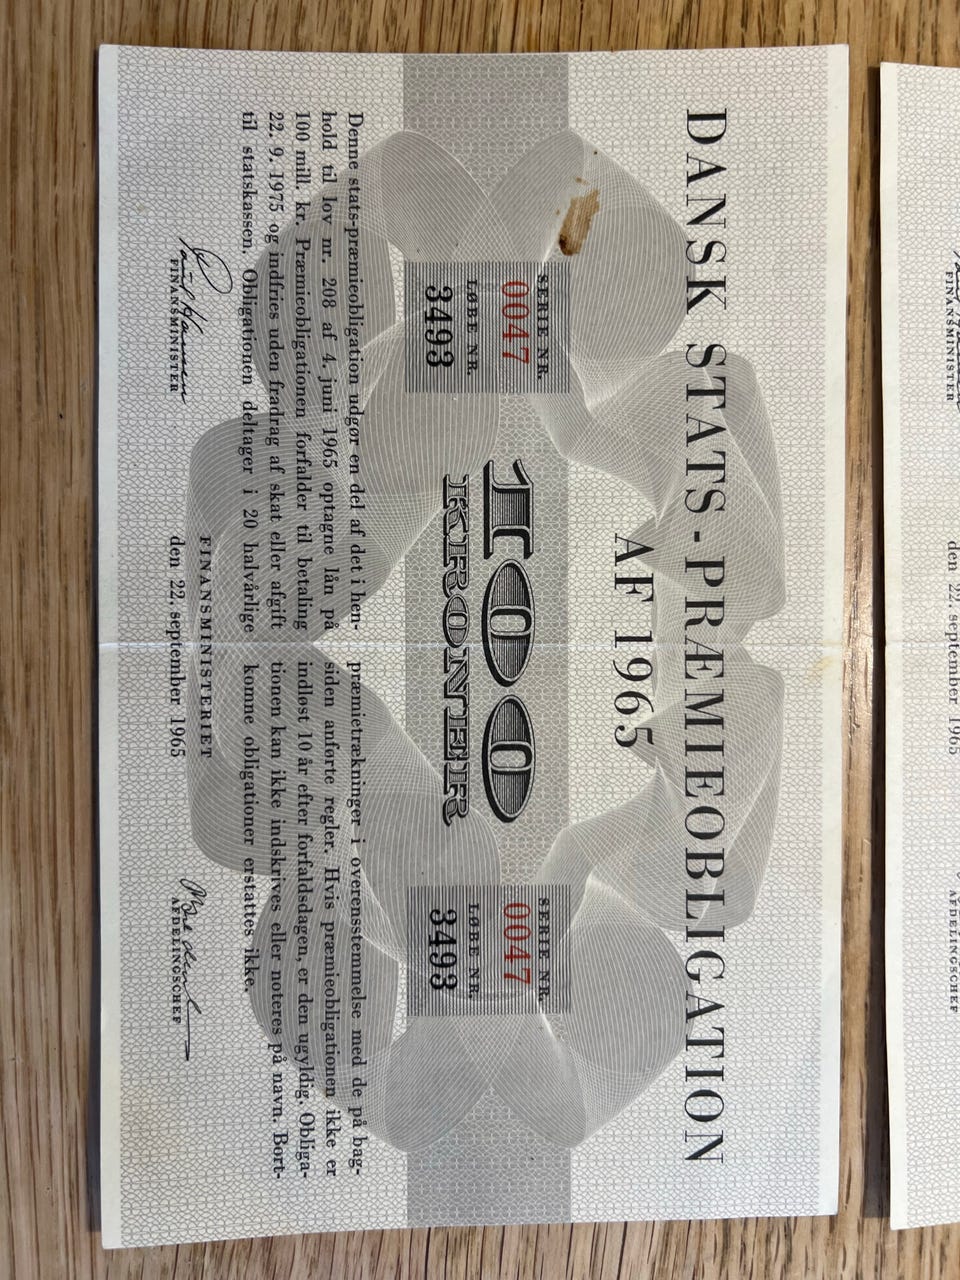 DANSK STATS-PRÆMIEOBLIGATION
AF 1965
SERIE NR.
0047
LØBE NR.
3493
100
KRONER
SERIE NR.
0047
LØBE NR.
3493
Denne stats-præmieobligation udgør en del af det i hen-
hold til lov nr. 208 af 4. juni 1965 optagne lån på
100 mill. kr. Præmieobligationen forfalder til betaling
22. 9. 1975 og indfries uden fradrag af skat eller afgift
til statskassen. Obligationen deltager i 20 halvårlige
præmietrækninger i overensstemmelse med de på bag-
siden anførte regler. Hvis præmieobligationen ikke er
indløst 10 år efter forfaldsdagen, er den ugyldig. Obliga-
tionen kan ikke indskrives eller noteres på navn. Bort-
komne obligationer erstattes ikke.
FINANSMINISTERIET
den 22. september 1965
Poul Hansen
FINANSMINISTER
AFDELINGSCHEF
FINANSMINISTER
den 22. september 1965
AFDELINGSCHEF